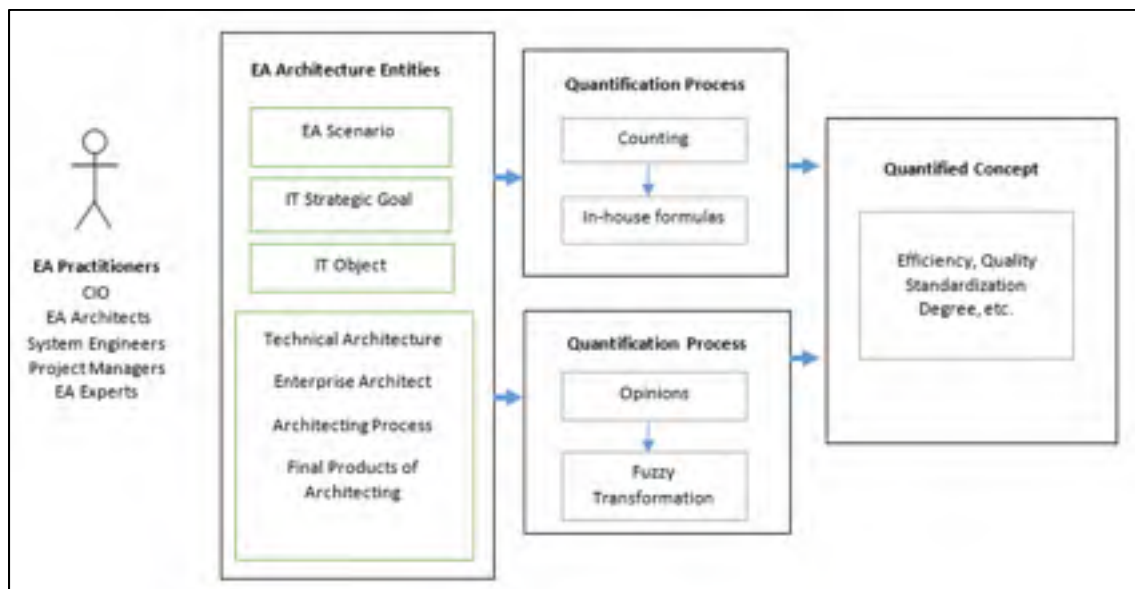 EA Practitioners
CIO
EA Architects
System Engineers
Project Managers
EA Experts
EA Architecture Entities
EA Scenario
IT Strategic Goal
IT Object
Technical Architecture
Enterprise Architect
Architecting Process
Final Products of
Architecting
Quantification Process
Counting
In-house formulas
Quantification Process
Opinions
Fuzzy
Transformation
Quantified Concept
Efficiency, Quality
Standardization
Degree, etc.